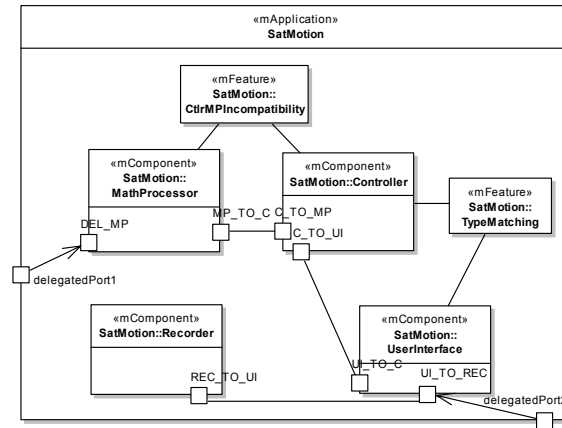 «mApplication»
SatMotion
«mFeature»
SatMotion::
CtlrMPIncompatibility
«mComponent»
SatMotion::
MathProcessor
«mComponent»
SatMotion::Controller
«mFeature»
SatMotion::
TypeMatching
MP_TO_C
C_TO_MP
DEL_MP
C_TO_UI
delegatedPort1
«mComponent»
SatMotion::Recorder
«mComponent»
SatMotion::
UserInterface
UI_TO_C
UI_TO_REC
REC_TO_UI
delegatedPort2